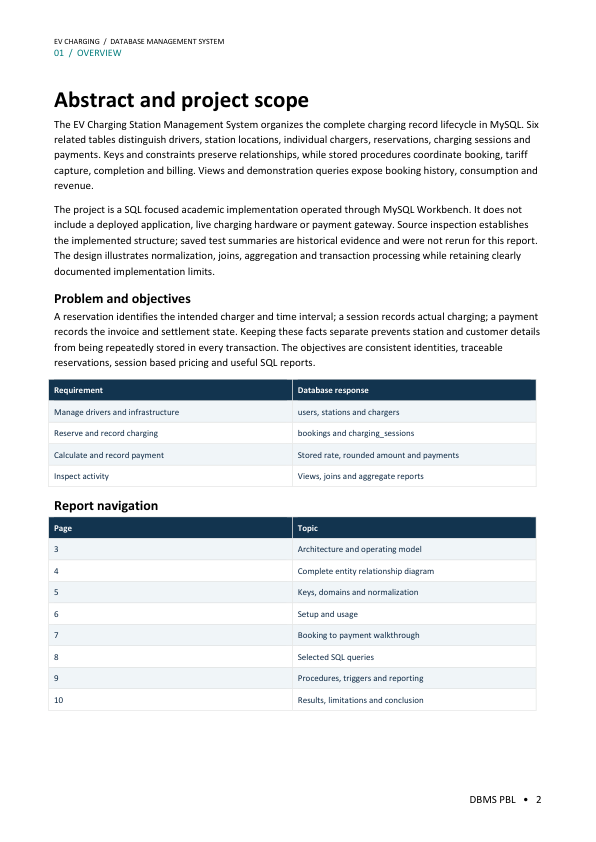 EV CHARGING / DATABASE MANAGEMENT SYSTEM
01 / OVERVIEW
Abstract and project scope
The EV Charging Station Management System organizes the complete charging record lifecycle in MySQL. Six
related tables distinguish drivers, station locations, individual chargers, reservations, charging sessions and
payments. Keys and constraints preserve relationships, while stored procedures coordinate booking, tariff
capture, completion and billing. Views and demonstration queries expose booking history, consumption and
revenue.
The project is a SQL focused academic implementation operated through MySQL Workbench. It does not
include a deployed application, live charging hardware or payment gateway. Source inspection establishes
the implemented structure; saved test summaries are historical evidence and were not rerun for this report.
The design illustrates normalization, joins, aggregation and transaction processing while retaining clearly
documented implementation limits.
Problem and objectives
A reservation identifies the intended charger and time interval; a session records actual charging; a payment
records the invoice and settlement state. Keeping these facts separate prevents station and customer details
from being repeatedly stored in every transaction. The objectives are consistent identities, traceable
reservations, session based pricing and useful SQL reports.
Requirement Database response
Manage drivers and infrastructure users, stations and chargers
Reserve and record charging bookings and charging_sessions
Calculate and record payment Stored rate, rounded amount and payments
Inspect activity Views, joins and aggregate reports
Report navigation
Page Topic
3 Architecture and operating model
4 Complete entity relationship diagram
5 Keys, domains and normalization
6 Setup and usage
7 Booking to payment walkthrough
8 Selected SQL queries
9 Procedures, triggers and reporting
10 Results, limitations and conclusion
DBMS PBL • 2